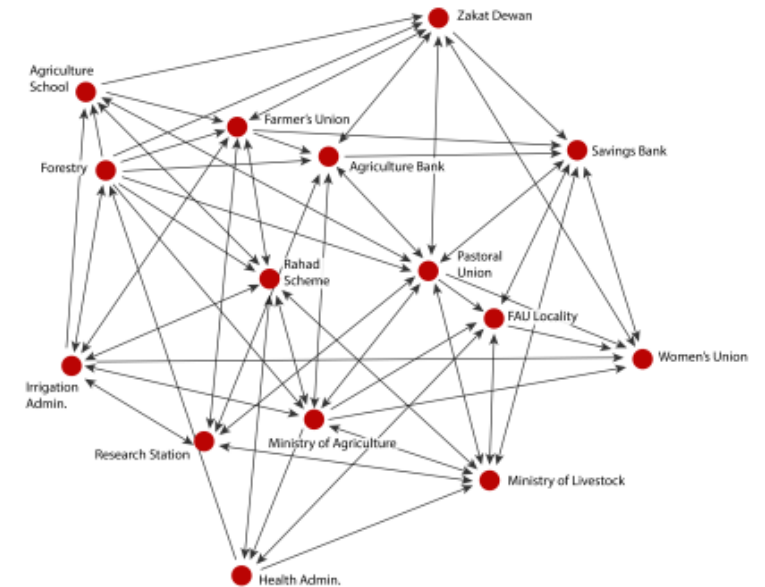 Zakat Dewan
Agriculture
School
Farmer's Union
Savings Bank
Forestry
Agriculture Bank
Rahad
Scheme
Pastoral
Union
FAU Locality
Women's Union
Irrigation
Admin.
Ministry of Agriculture
Research Station
Ministry of Livestock
Health Admin.